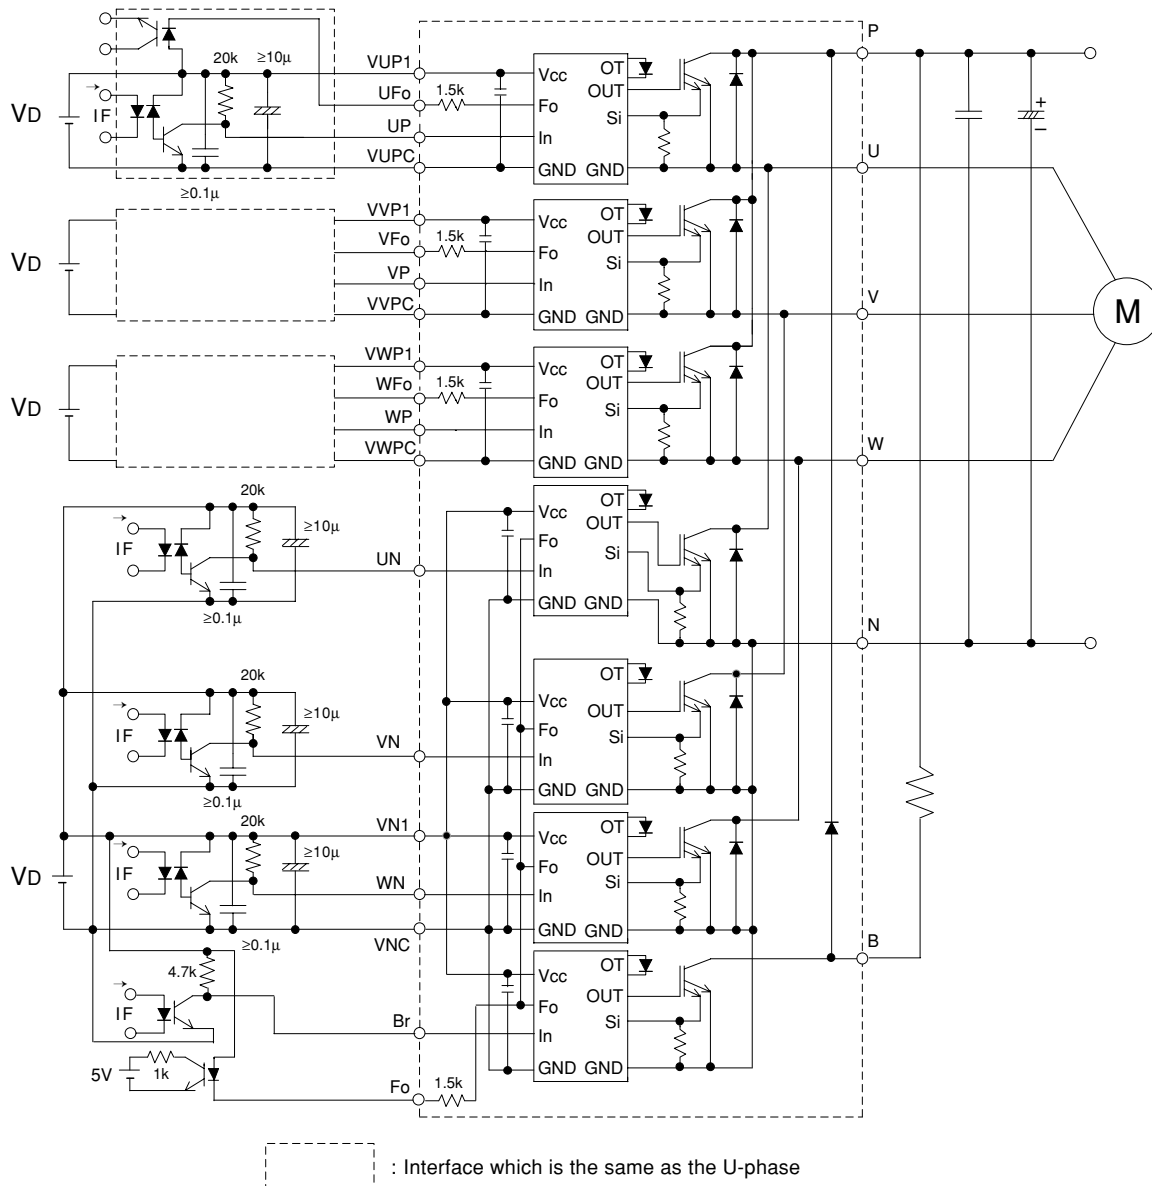 P
20k
≥10µ
VUP1
Vcc
OT
UFo
1.5k
OUT
VD
IF
Fo
Si
UP
In
+
–
VUPC
GND GND
U
≥0.1µ
VVP1
Vcc
OT
VFo
1.5k
OUT
VD
Fo
Si
VP
In
V
VVPC
GND GND
M
VWP1
Vcc
OT
WFo
1.5k
OUT
VD
Fo
Si
WP
In
W
VWPC
GND GND
20k
OT
≥10µ
Vcc
OUT
IF
Fo
Si
UN
In
≥0.1µ
GND GND
N
20k
OT
≥10µ
Vcc
OUT
IF
Fo
Si
VN
In
≥0.1µ
GND GND
20k
VN1
Vcc
OT
≥10µ
IF
Fo
OUT
VD
WN
In
Si
≥0.1µ
VNC
GND GND
B
4.7k
Vcc
OT
IF
Fo
OUT
Br
In
Si
5V
1k
GND GND
Fo
1.5k
: Interface which is the same as the U-phase